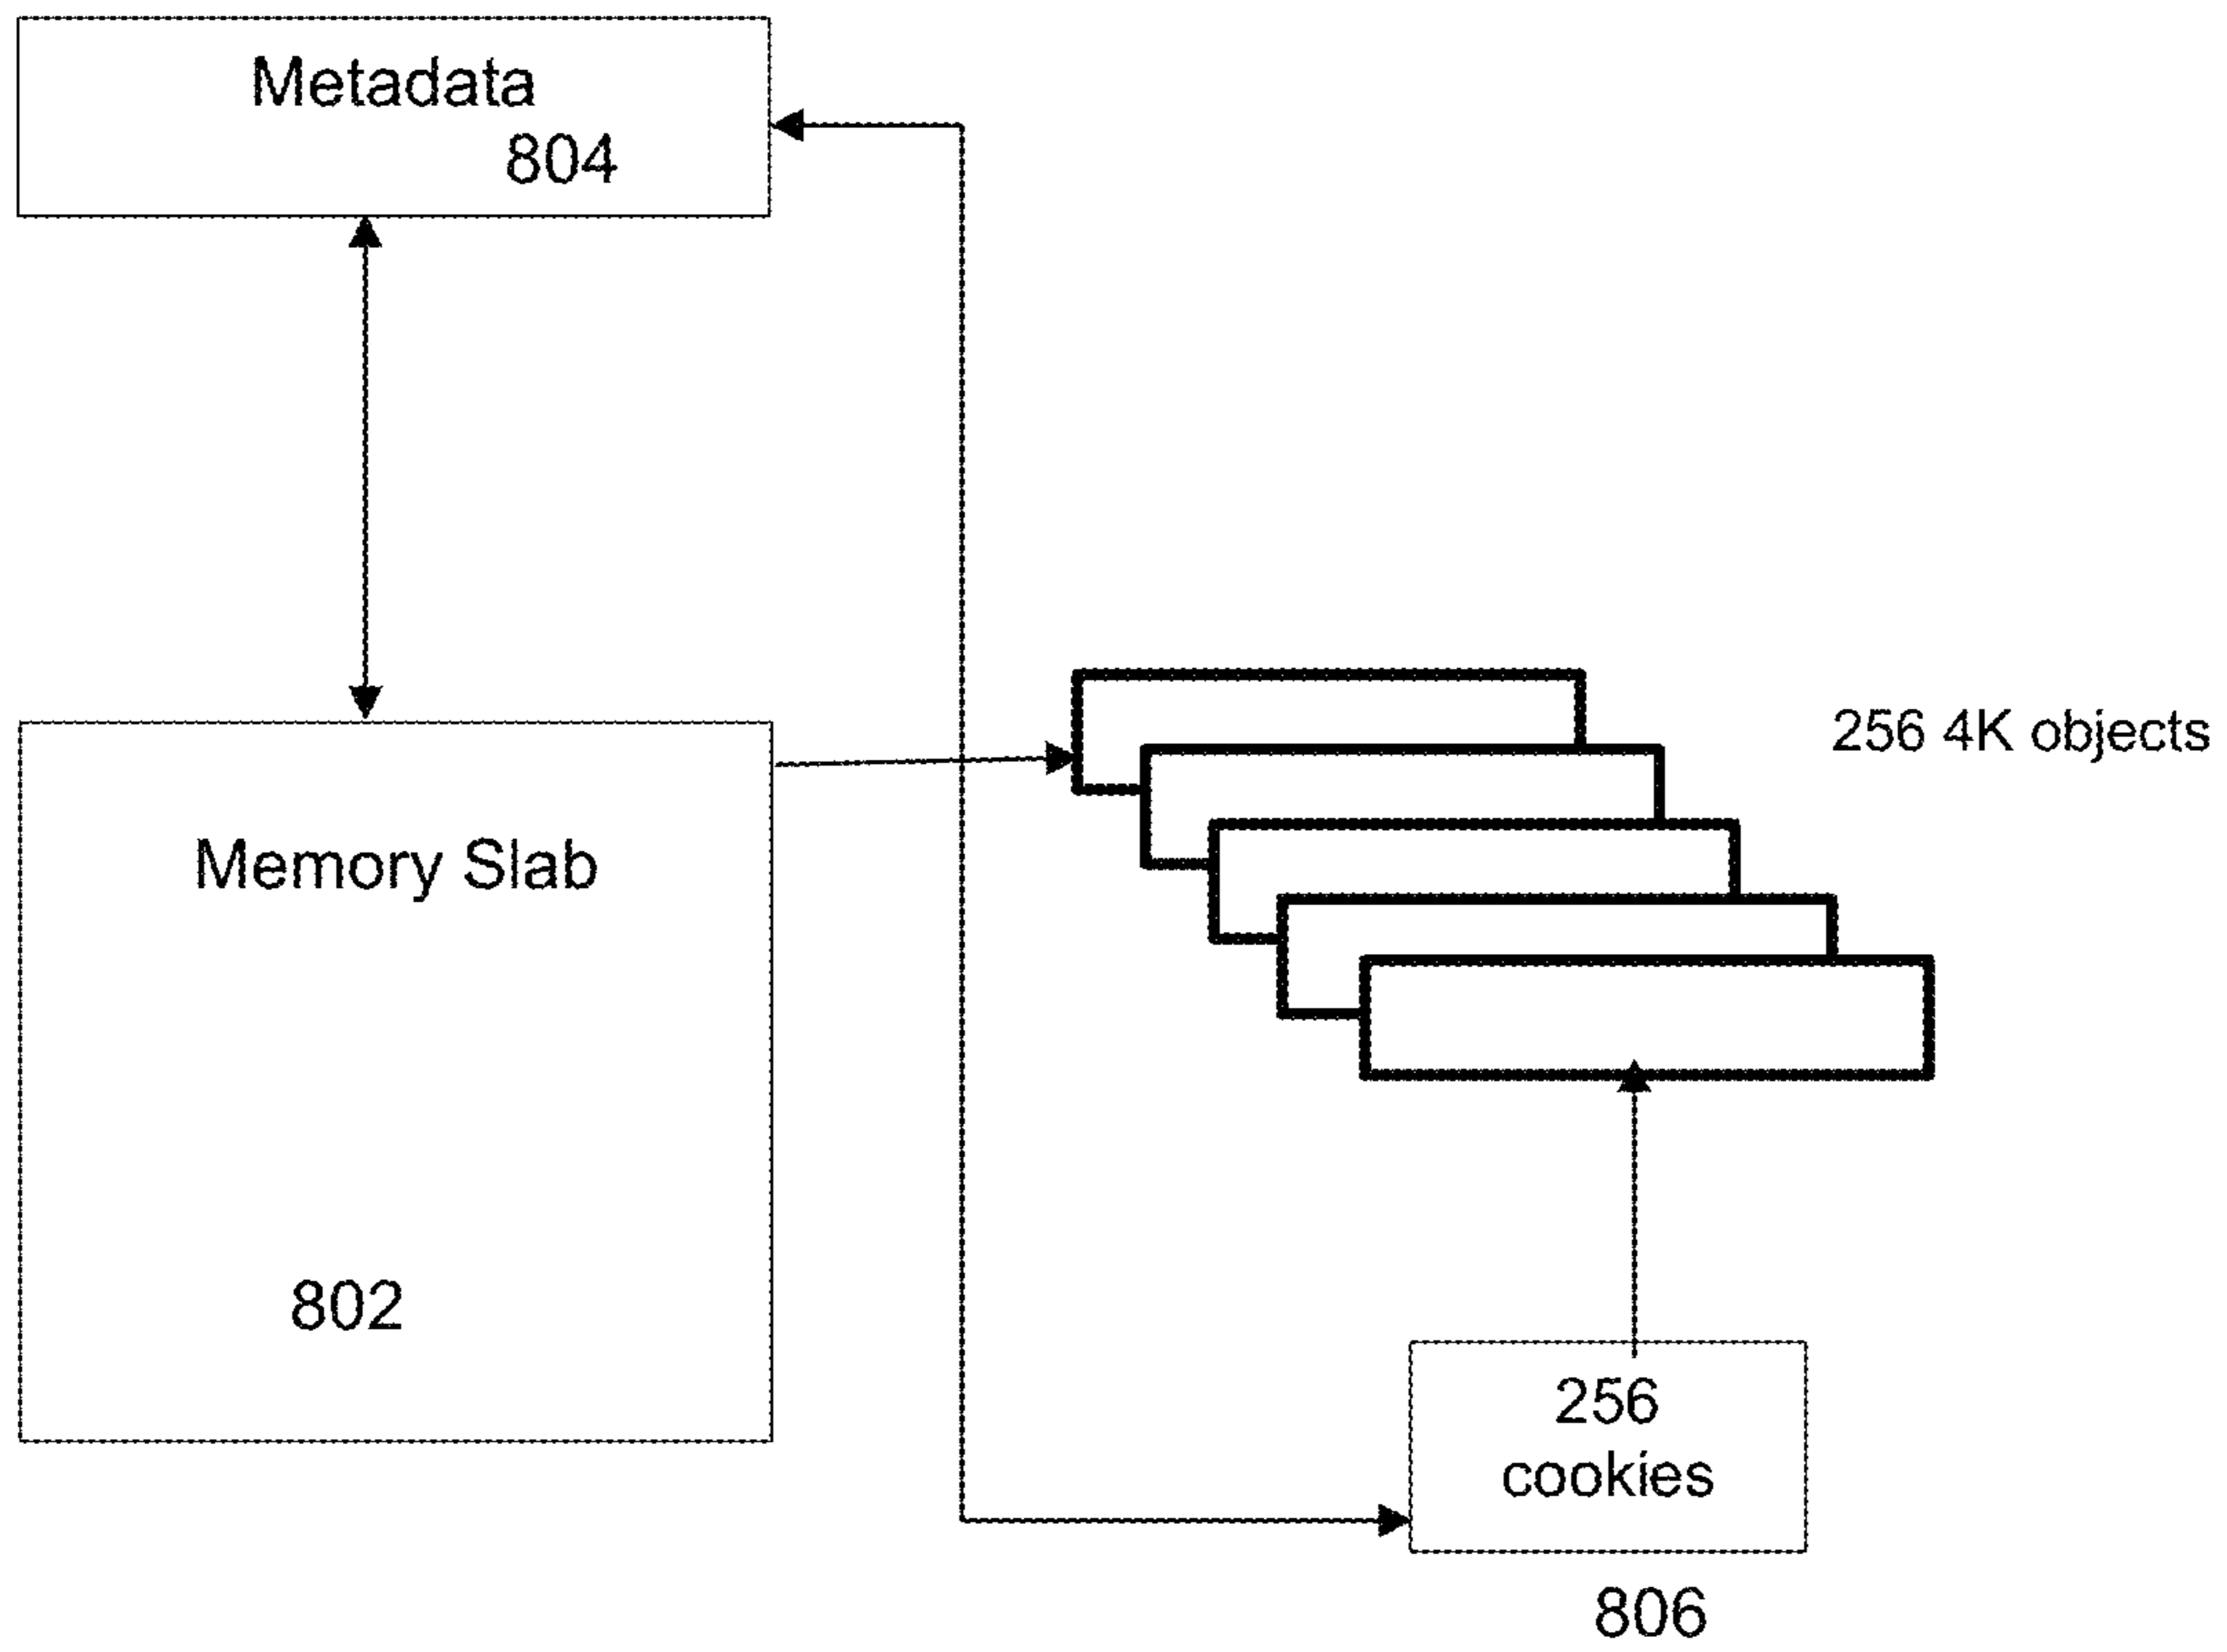 Metadata
804
256 4K objects
Memory Slab
802
256
cookies
806